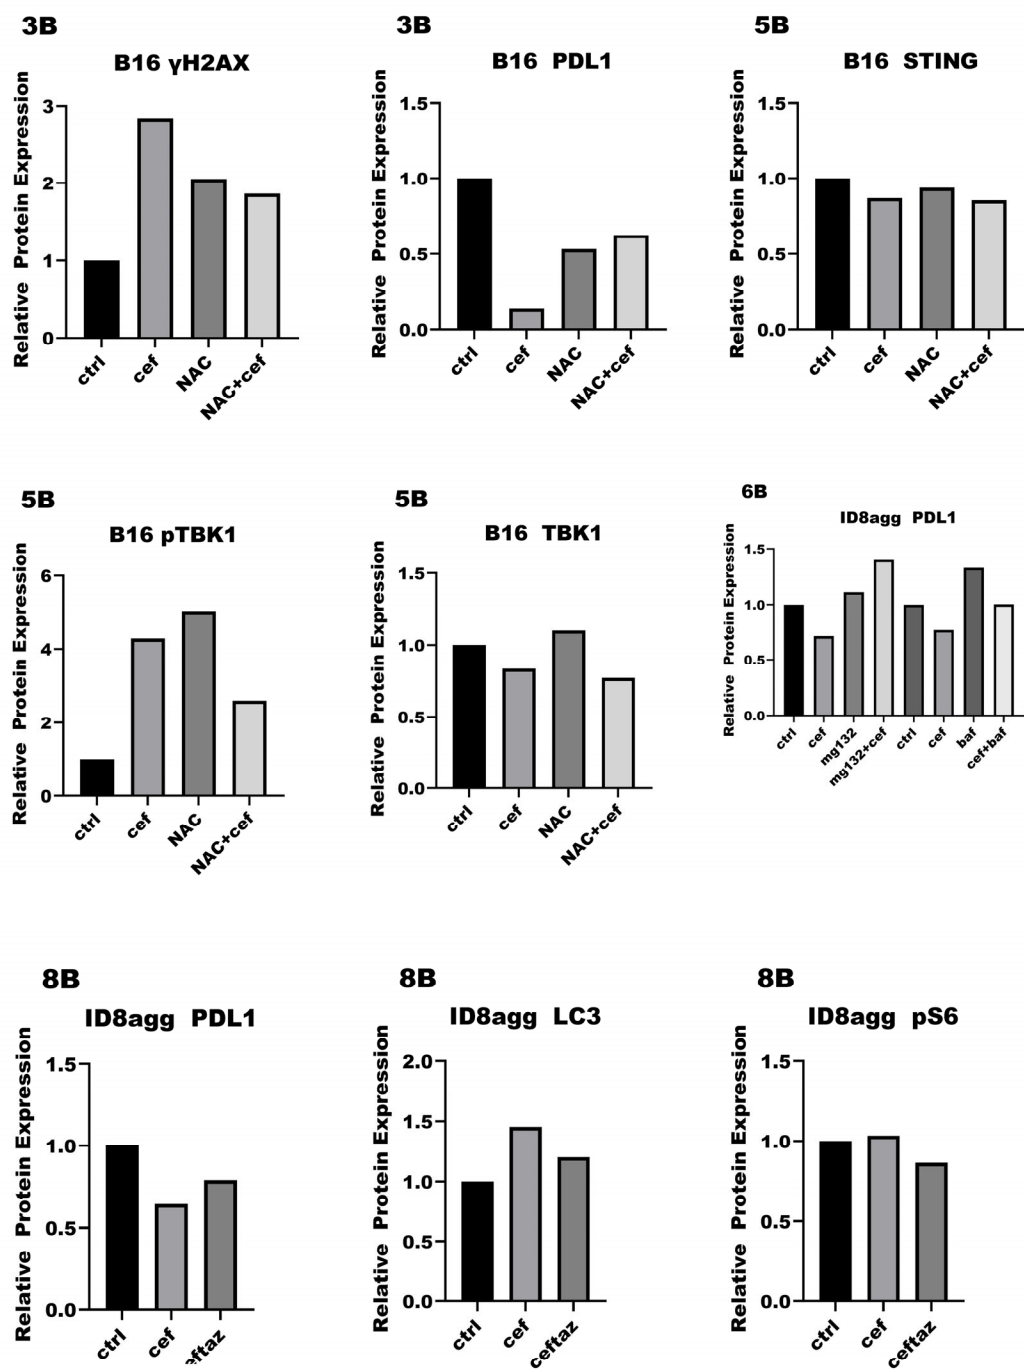 3B
B16 γH2AX
Relative Protein Expression
3
2
1
0
ctrl
cef
NAC
NAC+cef
3B
B16 PDL1
Relative Protein Expression
1.5
1.0
0.5
0.0
ctrl
cef
NAC
NAC+cef
5B
B16 STING
Relative Protein Expression
1.5
1.0
0.5
0.0
ctrl
cef
NAC
NAC+cef
5B
B16 pTBK1
Relative Protein Expression
6
4
2
0
ctrl
cef
NAC
NAC+cef
5B
B16 TBK1
Relative Protein Expression
1.5
1.0
0.5
0.0
ctrl
cef
NAC
NAC+cef
6B
ID8agg PDL1
Relative Protein Expression
1.5
1.0
0.5
0.0
ctrl
cef
mg132
mg132+cef
ctrl
cef
baf
cef+baf
8B
ID8agg PDL1
Relative Protein Expression
1.5
1.0
0.5
0.0
ctrl
cef
ceftaz
8B
ID8agg LC3
Relative Protein Expression
2.0
1.5
1.0
0.5
0.0
ctrl
cef
ceftaz
8B
ID8agg pS6
Relative Protein Expression
1.5
1.0
0.5
0.0
ctrl
cef
ceftaz